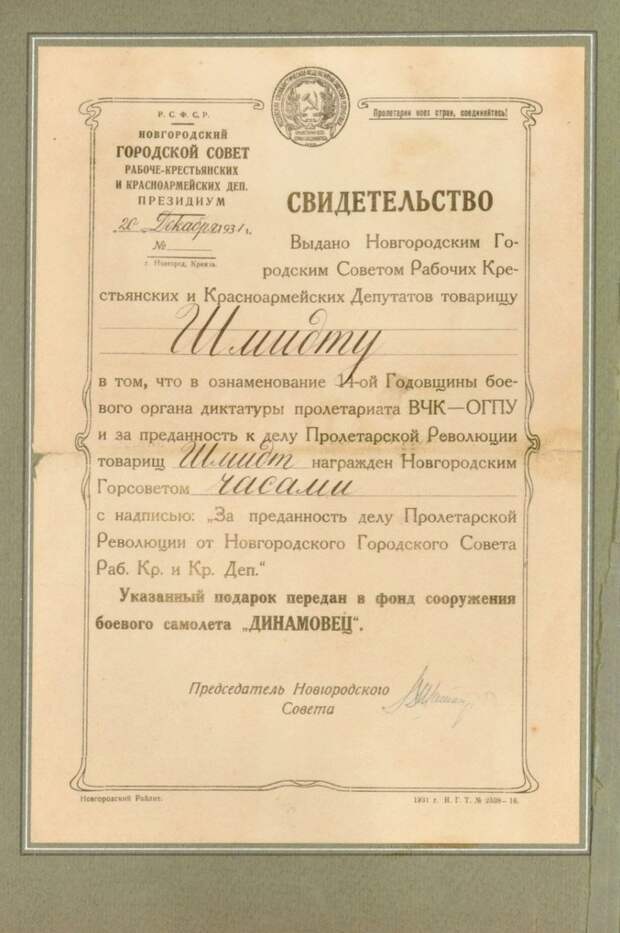 Р. С. Ф. С. Р.
НОВГОРОДСКИЙ
ГОРОДСКОЙ СОВЕТ
РАБОЧЕ-КРЕСТЬЯНСКИХ
И КРАСНОАРМЕЙСКИХ ДЕП.
ПРЕЗИДИУМ
„20 „Декабря 1931 г.
№
г. Новгород, Кремль.
Пролетарии всех стран, соединяйтесь!
СВИДЕТЕЛЬСТВО
Выдано Новгородским Го-
родским Советом Рабочих Кре-
стьянских и Красноармейских Депутатов товарищу
Шмидту
в том, что в ознаменование 14-ой Годовщины бое-
вого органа диктатуры пролетариата ВЧК—ОГПУ
и за преданность к делу Пролетарской Революции
товарищ Шмидт награжден Новгородским
Горсоветом часами
с надписью: „За преданность делу Пролетарской
Революции от Новгородского Городского Совета
Раб. Кр. и Кр. Деп."
Указанный подарок передан в фонд сооружения
боевого самолета „ДИНАМОВЕЦ".
Председатель Новгородского
Совета
Новгородский Райлит.
1931 г. Н. Г. Т. № 2508—16.